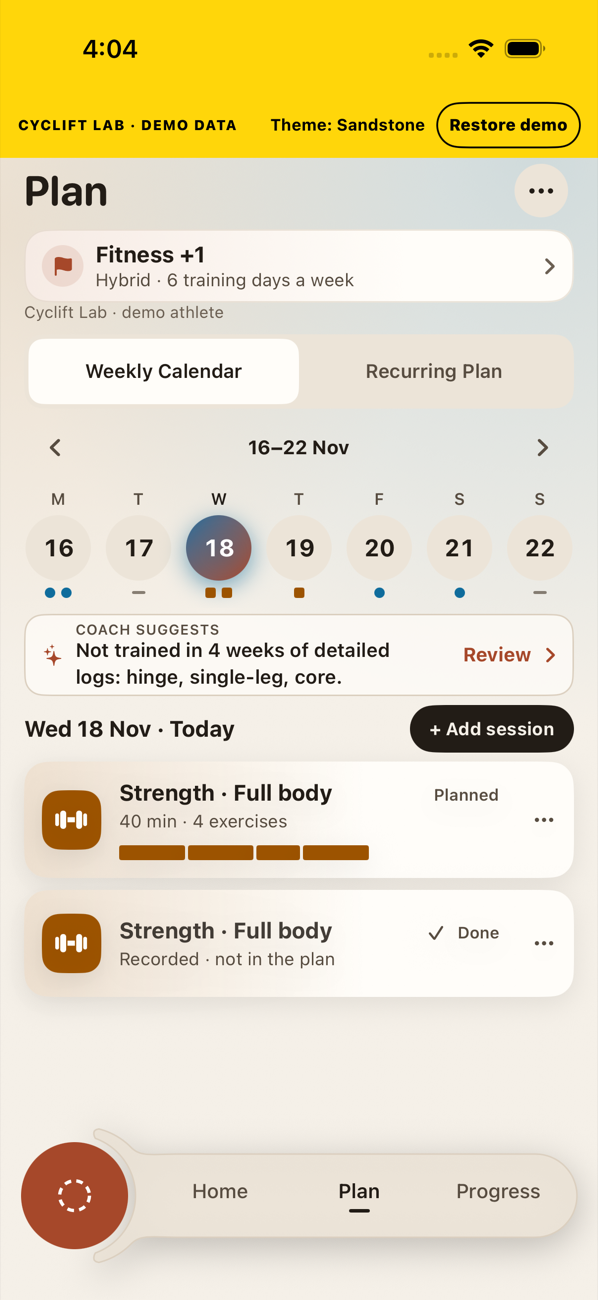 4:04
CYCLIFT LAB · DEMO DATA
Theme: Sandstone
Restore demo
Plan
Fitness +1
Hybrid · 6 training days a week
Cyclift Lab · demo athlete
Weekly Calendar
Recurring Plan
16–22 Nov
M T W T F S S
16 17 18 19 20 21 22
COACH SUGGESTS
Not trained in 4 weeks of detailed
logs: hinge, single-leg, core.
Review
Wed 18 Nov · Today
+ Add session
Strength · Full body
Planned
40 min · 4 exercises
Strength · Full body
Done
Recorded · not in the plan
Home
Plan
Progress